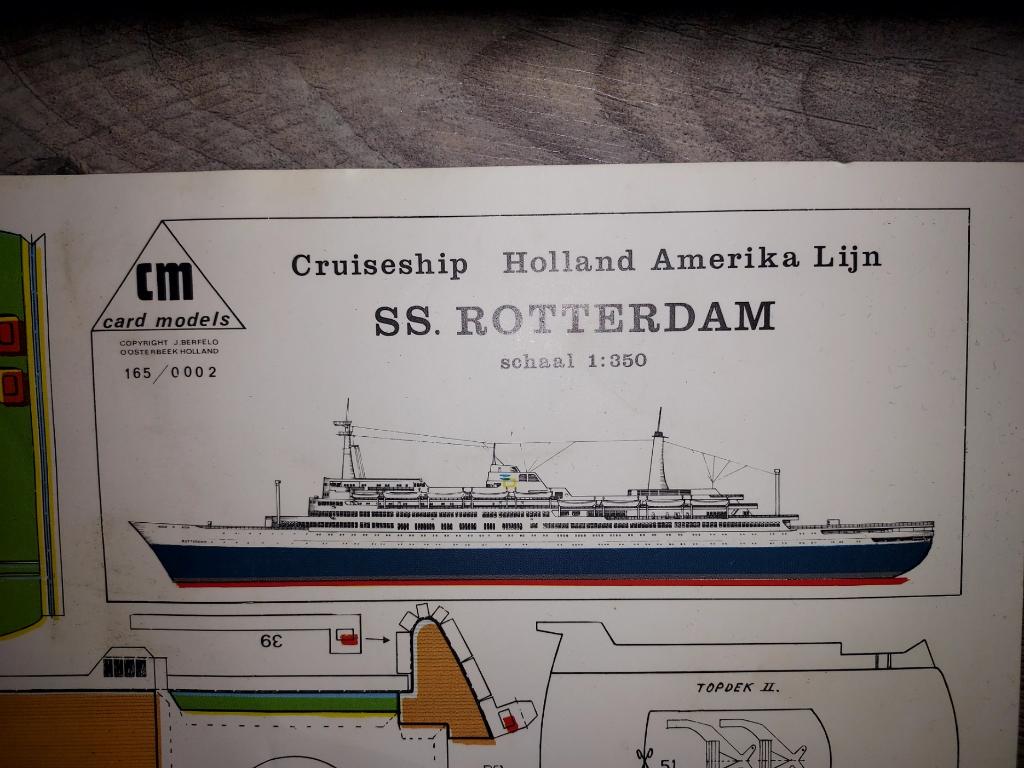 cm
card models
COPYRIGHT J.BERFELO
OOSTERBEEK HOLLAND
165/0002
Cruiseship Holland Amerika Lijn
SS. ROTTERDAM
schaal 1:350
ROTTERDAM
39
TOPDEK II.
51